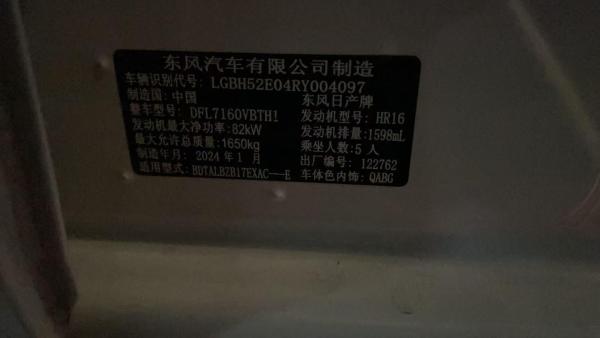 东风汽车有限公司制造
车辆识别代号: LGBH52E04RY004097
制造国: 中国 东风日产牌
整车型号: DFL7160VBTH1 发动机型号: HR16
发动机最大净功率: 82kW 发动机排量: 1598mL
最大允许总质量: 1650kg 乘坐人数: 5 人
制造年月: 2024 年 1 月 出厂编号: 122762
适用型式: BDTALBZB17EXAC---E 车体色内饰: QABG